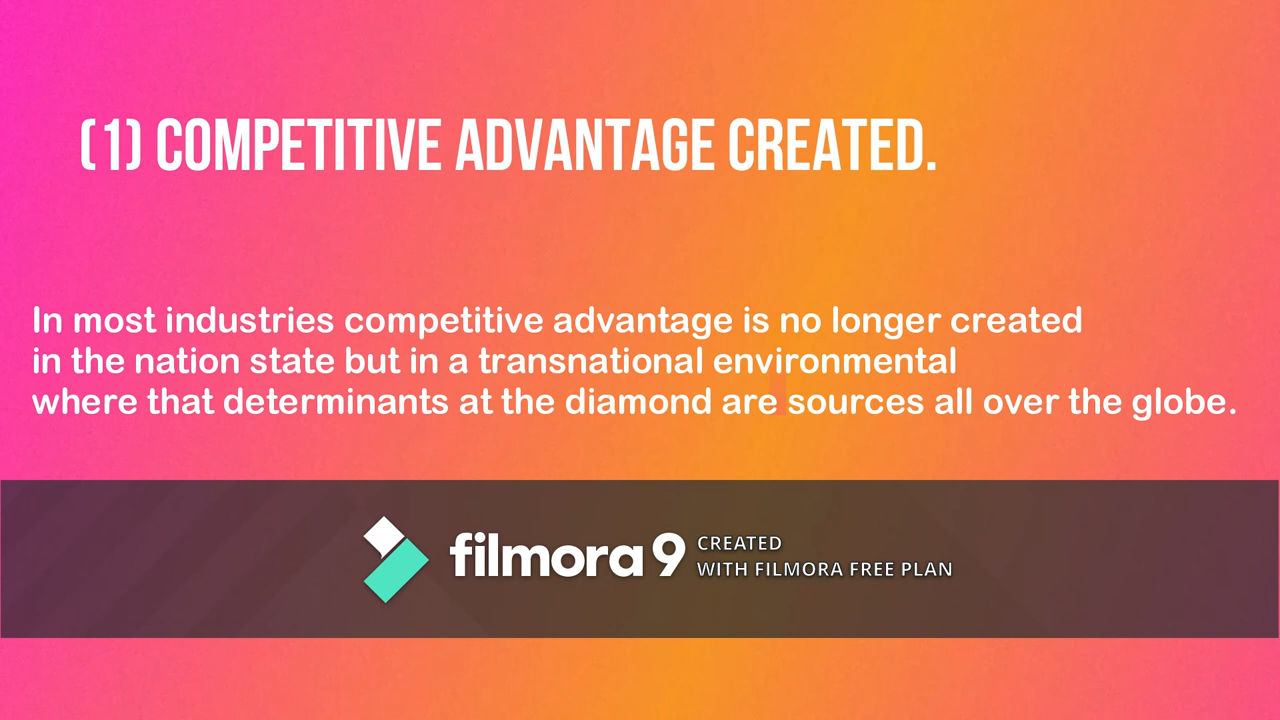 (1) COMPETITIVE ADVANTAGE CREATED.
In most industries competitive advantage is no longer created
in the nation state but in a transnational environmental
where that determinants at the diamond are sources all over the globe.
filmora 9
CREATED
WITH FILMORA FREE PLAN